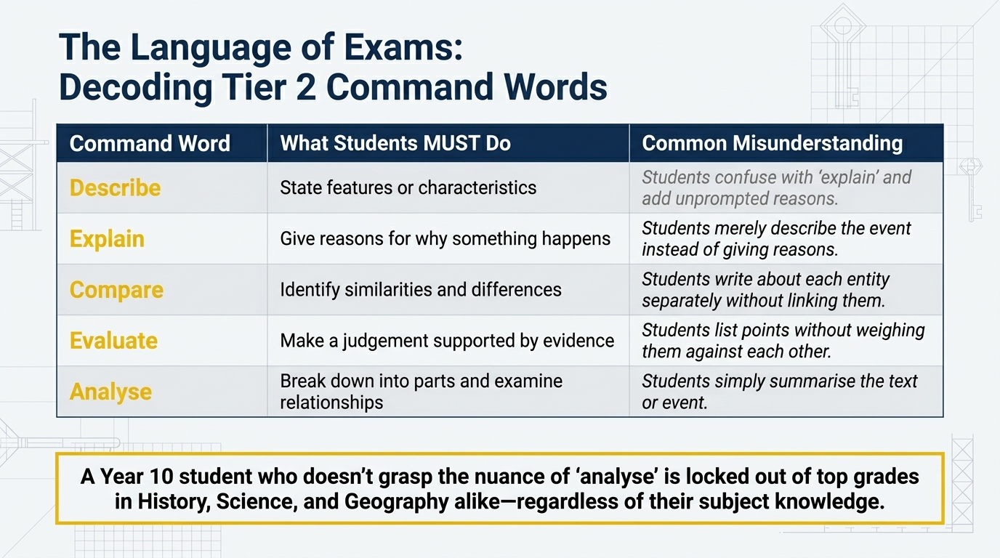 The Language of Exams:
Decoding Tier 2 Command Words
Command Word
What Students MUST Do
Common Misunderstanding
Describe
State features or characteristics
Students confuse with ‘explain’ and
add unprompted reasons.
Explain
Give reasons for why something happens
Students merely describe the event
instead of giving reasons.
Compare
Identify similarities and differences
Students write about each entity
separately without linking them.
Evaluate
Make a judgement supported by evidence
Students list points without weighing
them against each other.
Analyse
Break down into parts and examine
relationships
Students simply summarise the text
or event.
A Year 10 student who doesn’t grasp the nuance of ‘analyse’ is locked out of top grades
in History, Science, and Geography alike—regardless of their subject knowledge.